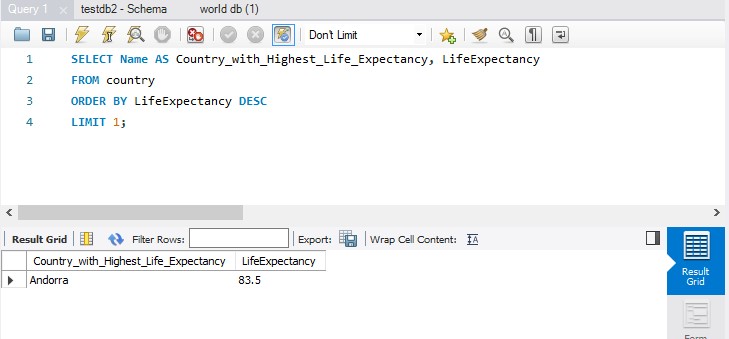 Query 1 testdb2 - Schema world db (1)
Don't Limit
1 SELECT Name AS Country_with_Highest_Life_Expectancy, LifeExpectancy
2 FROM country
3 ORDER BY LifeExpectancy DESC
4 LIMIT 1;
Result Grid Filter Rows: Export: Wrap Cell Content: IA
Country_with_Highest_Life_Expectancy LifeExpectancy
Andorra 83.5
Result
Grid
Form